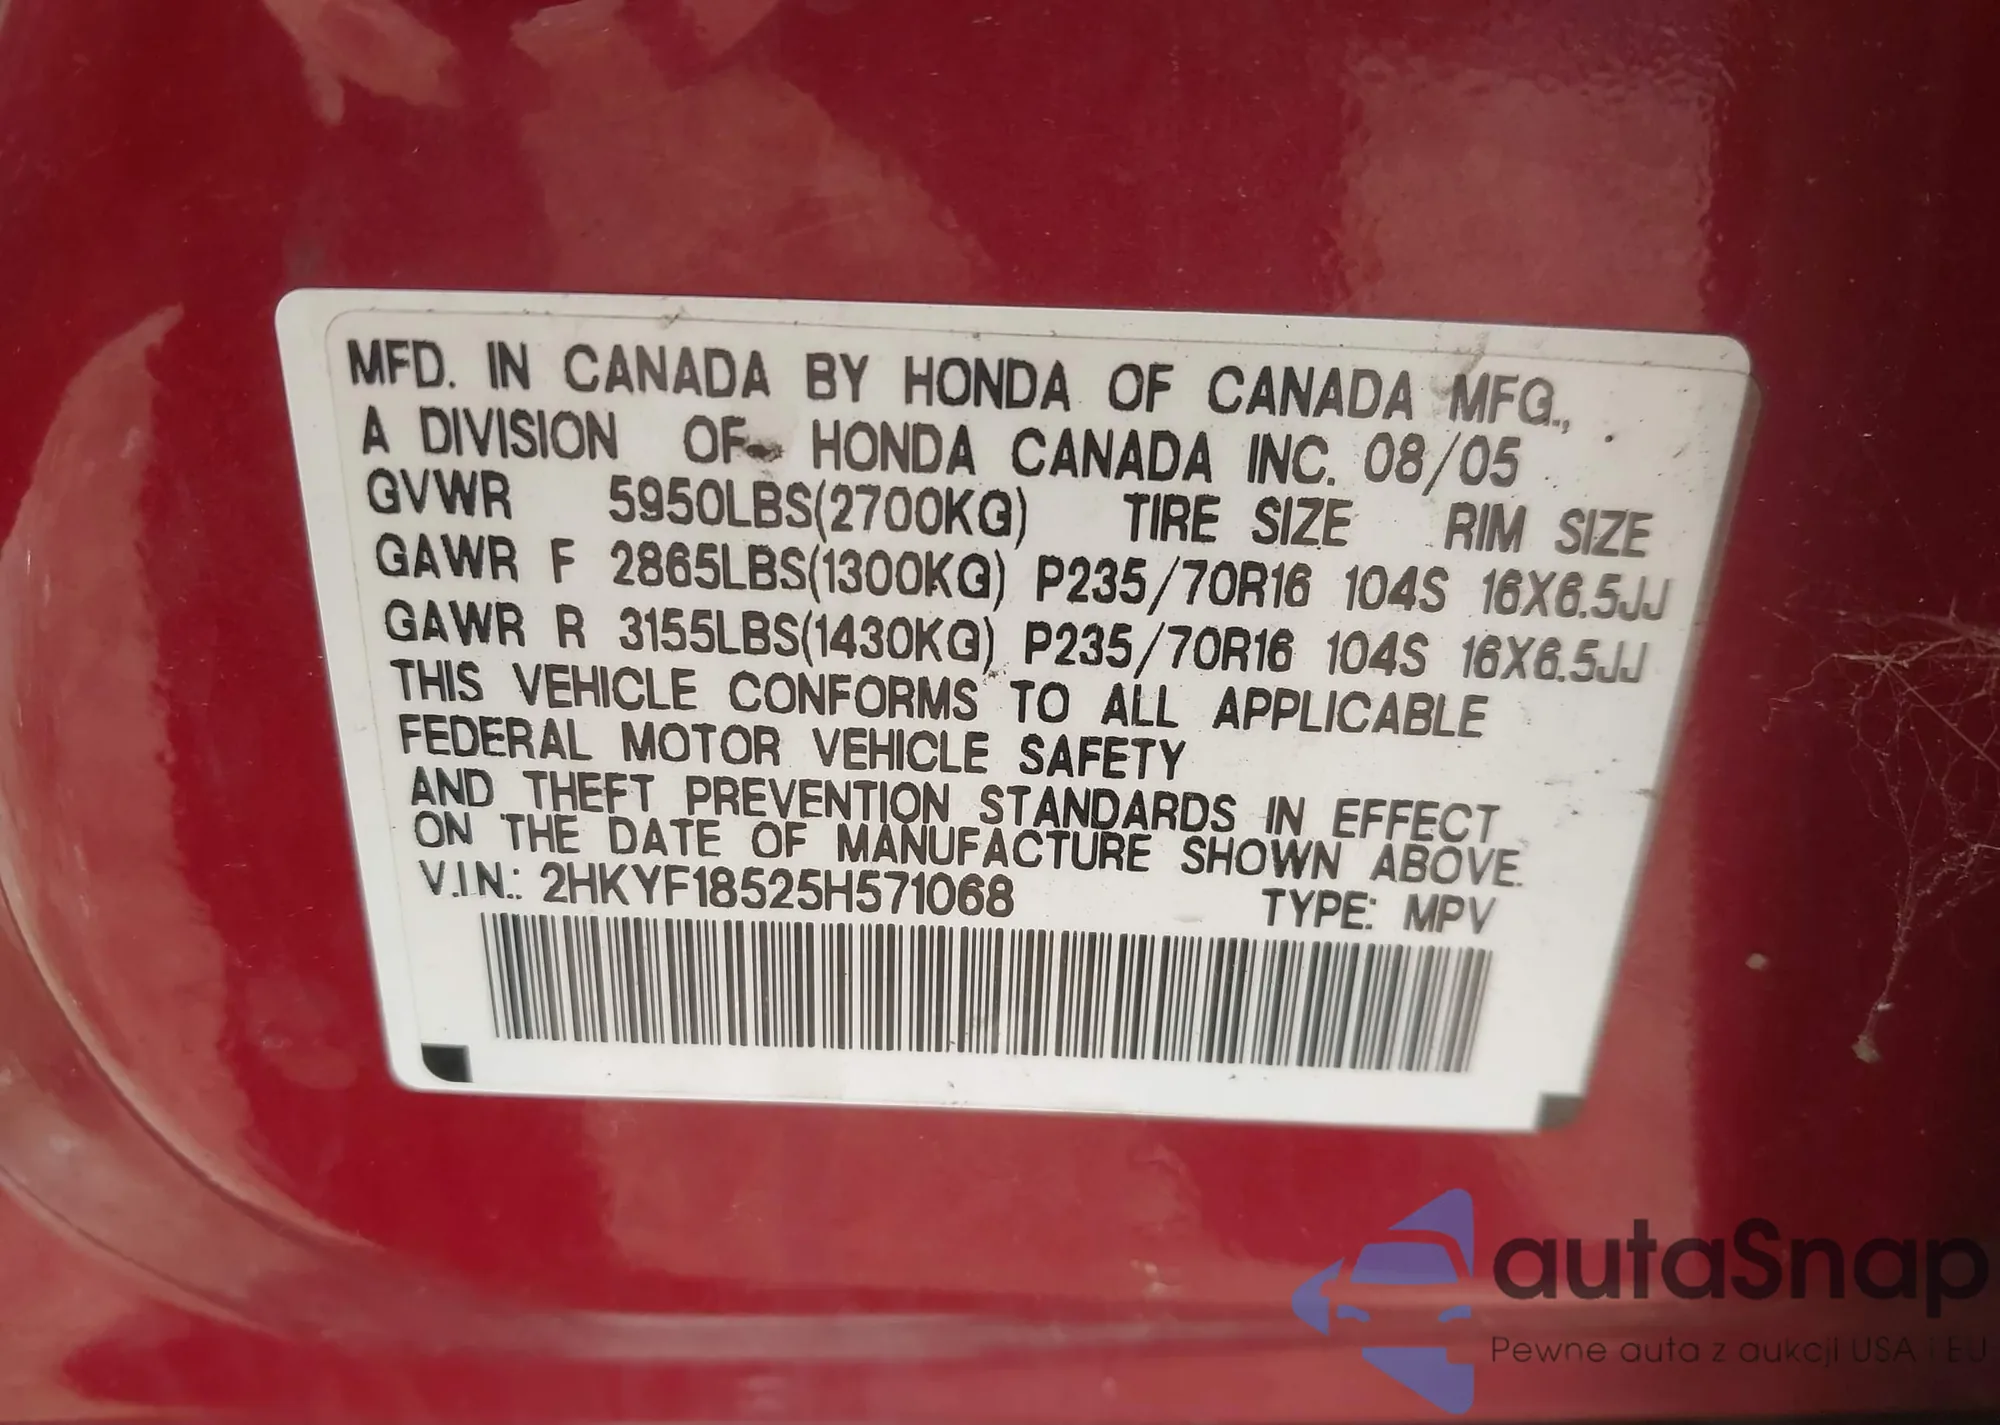 MFD. IN CANADA BY HONDA OF CANADA MFG.,
A DIVISION OF HONDA CANADA INC. 08/05
GVWR 5950LBS(2700KG) TIRE SIZE RIM SIZE
GAWR F 2865LBS(1300KG) P235/70R16 104S 16X6.5JJ
GAWR R 3155LBS(1430KG) P235/70R16 104S 16X6.5JJ
THIS VEHICLE CONFORMS TO ALL APPLICABLE
FEDERAL MOTOR VEHICLE SAFETY
AND THEFT PREVENTION STANDARDS IN EFFECT
ON THE DATE OF MANUFACTURE SHOWN ABOVE.
V.I.N.: 2HKYF18525H571068 TYPE: MPV
autaSnap
Pewne auta z aukcji USA i EU